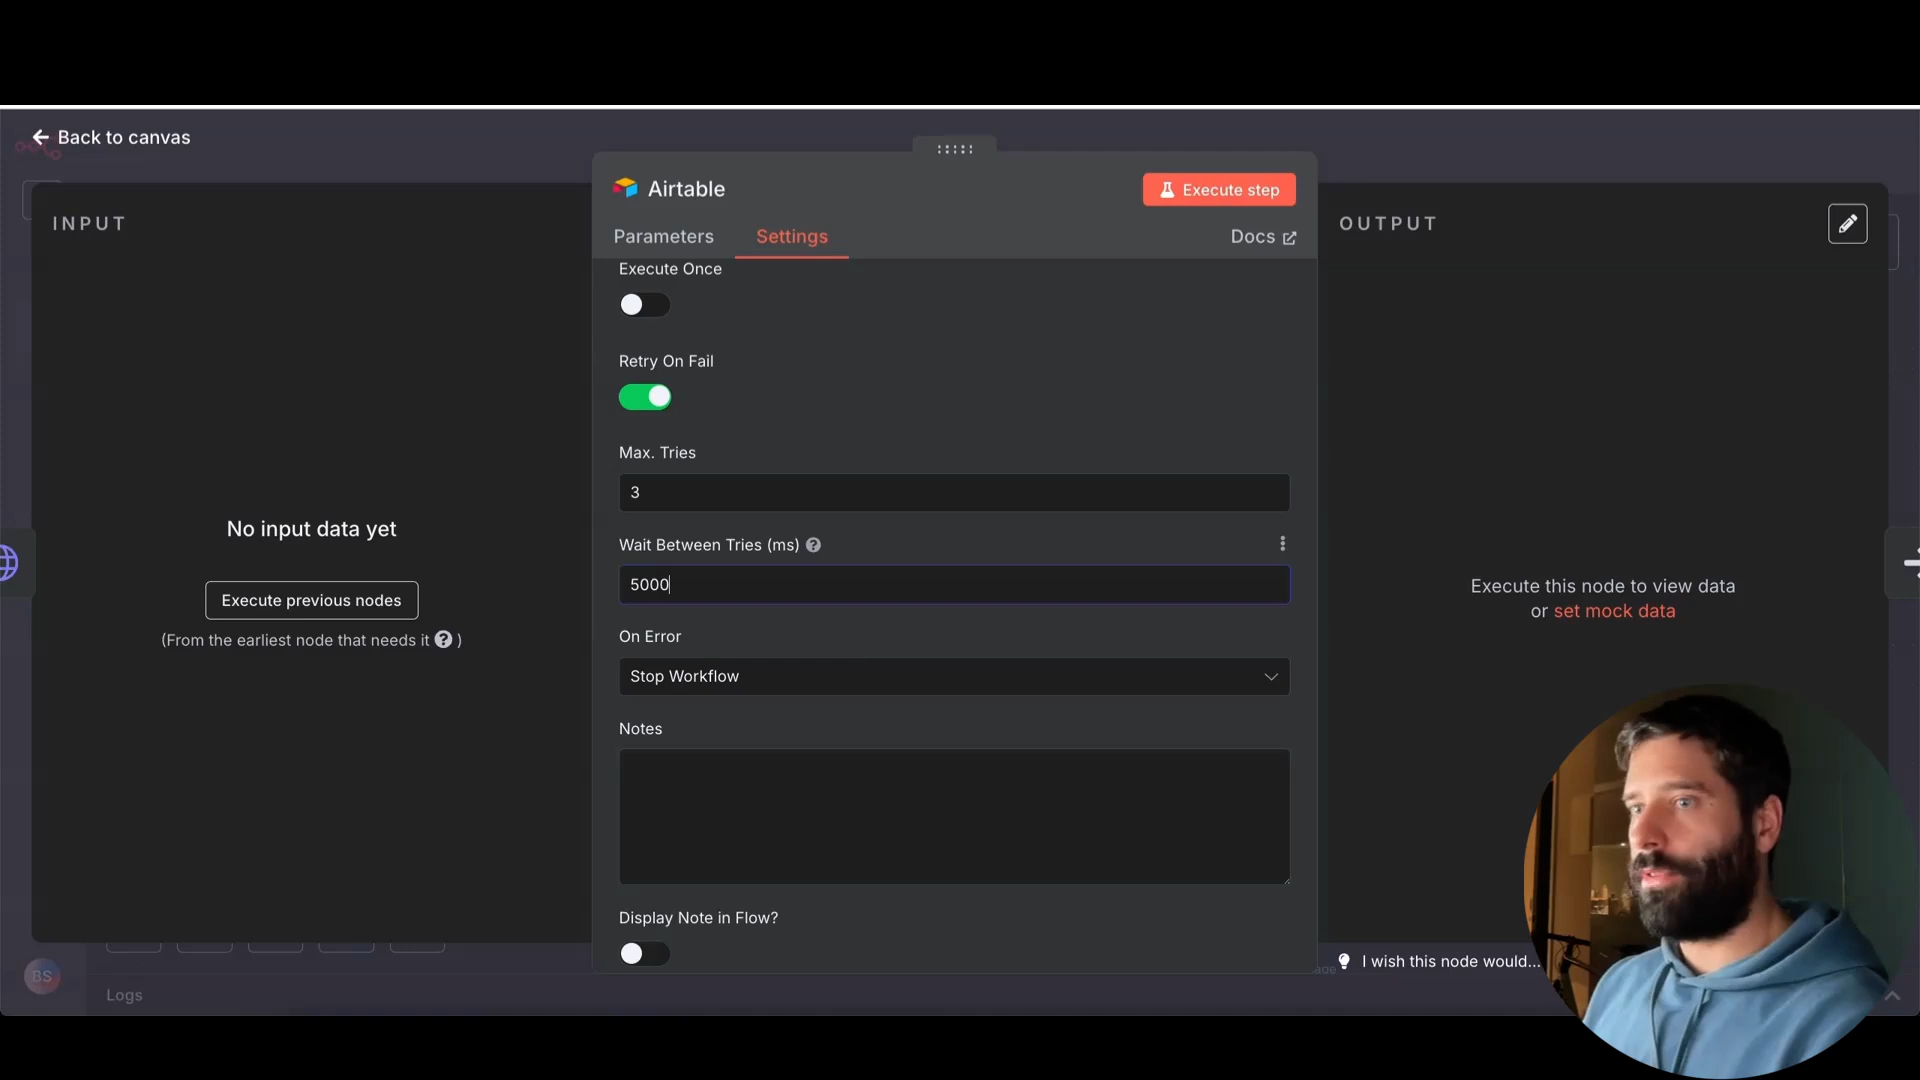 Back to canvas
INPUT
No input data yet
Execute previous nodes
(From the earliest node that needs it ? )
Airtable
Execute step
Parameters
Settings
Docs
Execute Once
Retry On Fail
Max. Tries
3
Wait Between Tries (ms) ?
5000
On Error
Stop Workflow
Notes
Display Note in Flow?
OUTPUT
Execute this node to view data
or set mock data
I wish this node would...
BS
Logs